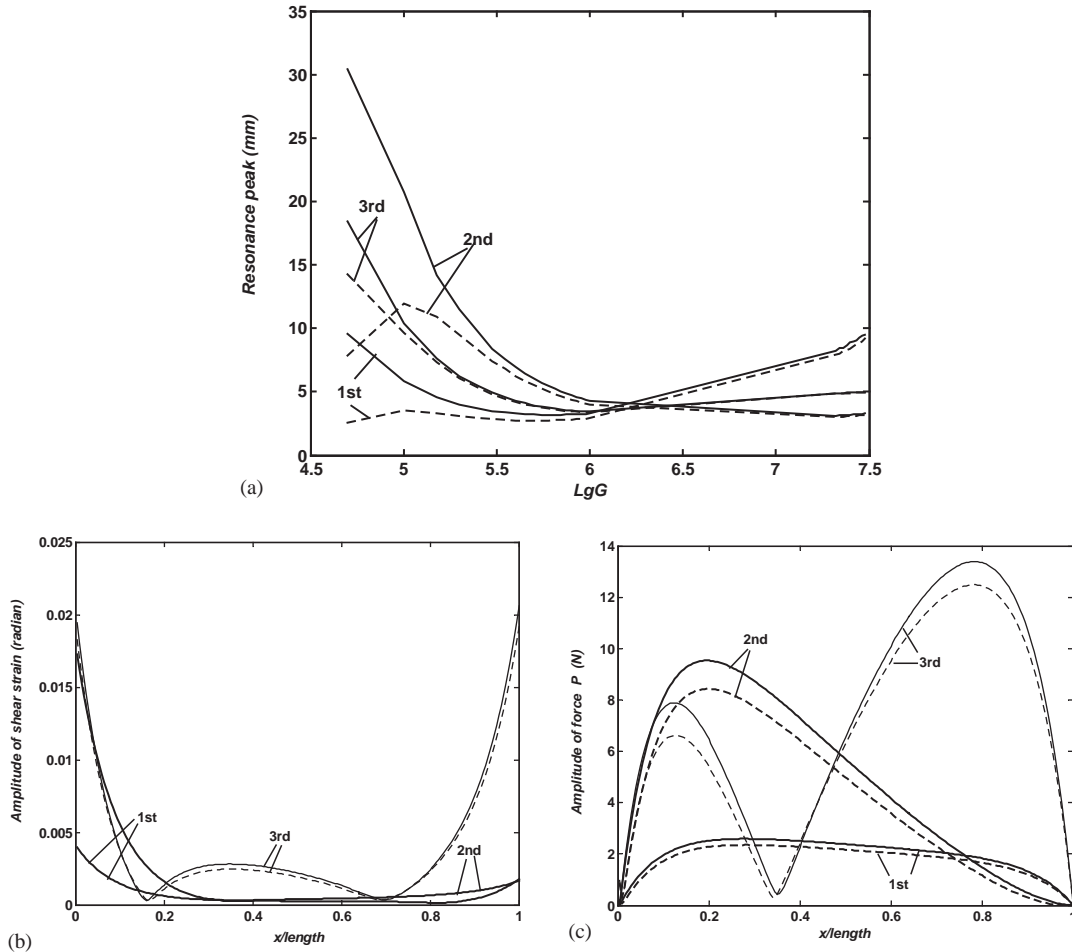 35
30
25
20
15
10
5
0
Resonance peak (mm)
3rd
2nd
1st
4.5 5 5.5 6 6.5 7 7.5
LgG
(a)
0.025
0.02
0.015
0.01
0.005
0
Amplitude of shear strain (radian)
1st
3rd
2nd
0 0.2 0.4 0.6 0.8 1
x/length
(b)
14
12
10
8
6
4
2
0
Amplitude of force P (N)
2nd
3rd
1st
0 0.2 0.4 0.6 0.8 1
x/length
(c)